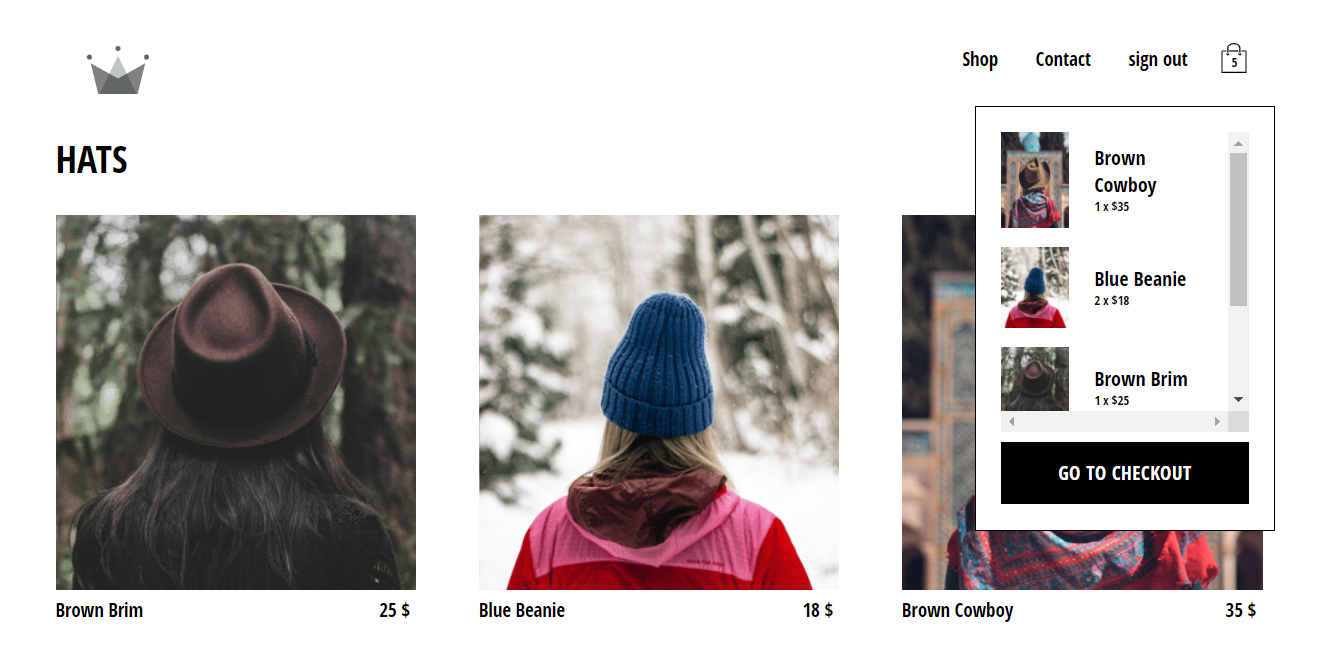 Shop
Contact
sign out
5
HATS
Brown
Cowboy
1 x $35
Blue Beanie
2 x $18
Brown Brim
1 x $25
GO TO CHECKOUT
Brown Brim
25 $
Blue Beanie
18 $
Brown Cowboy
35 $